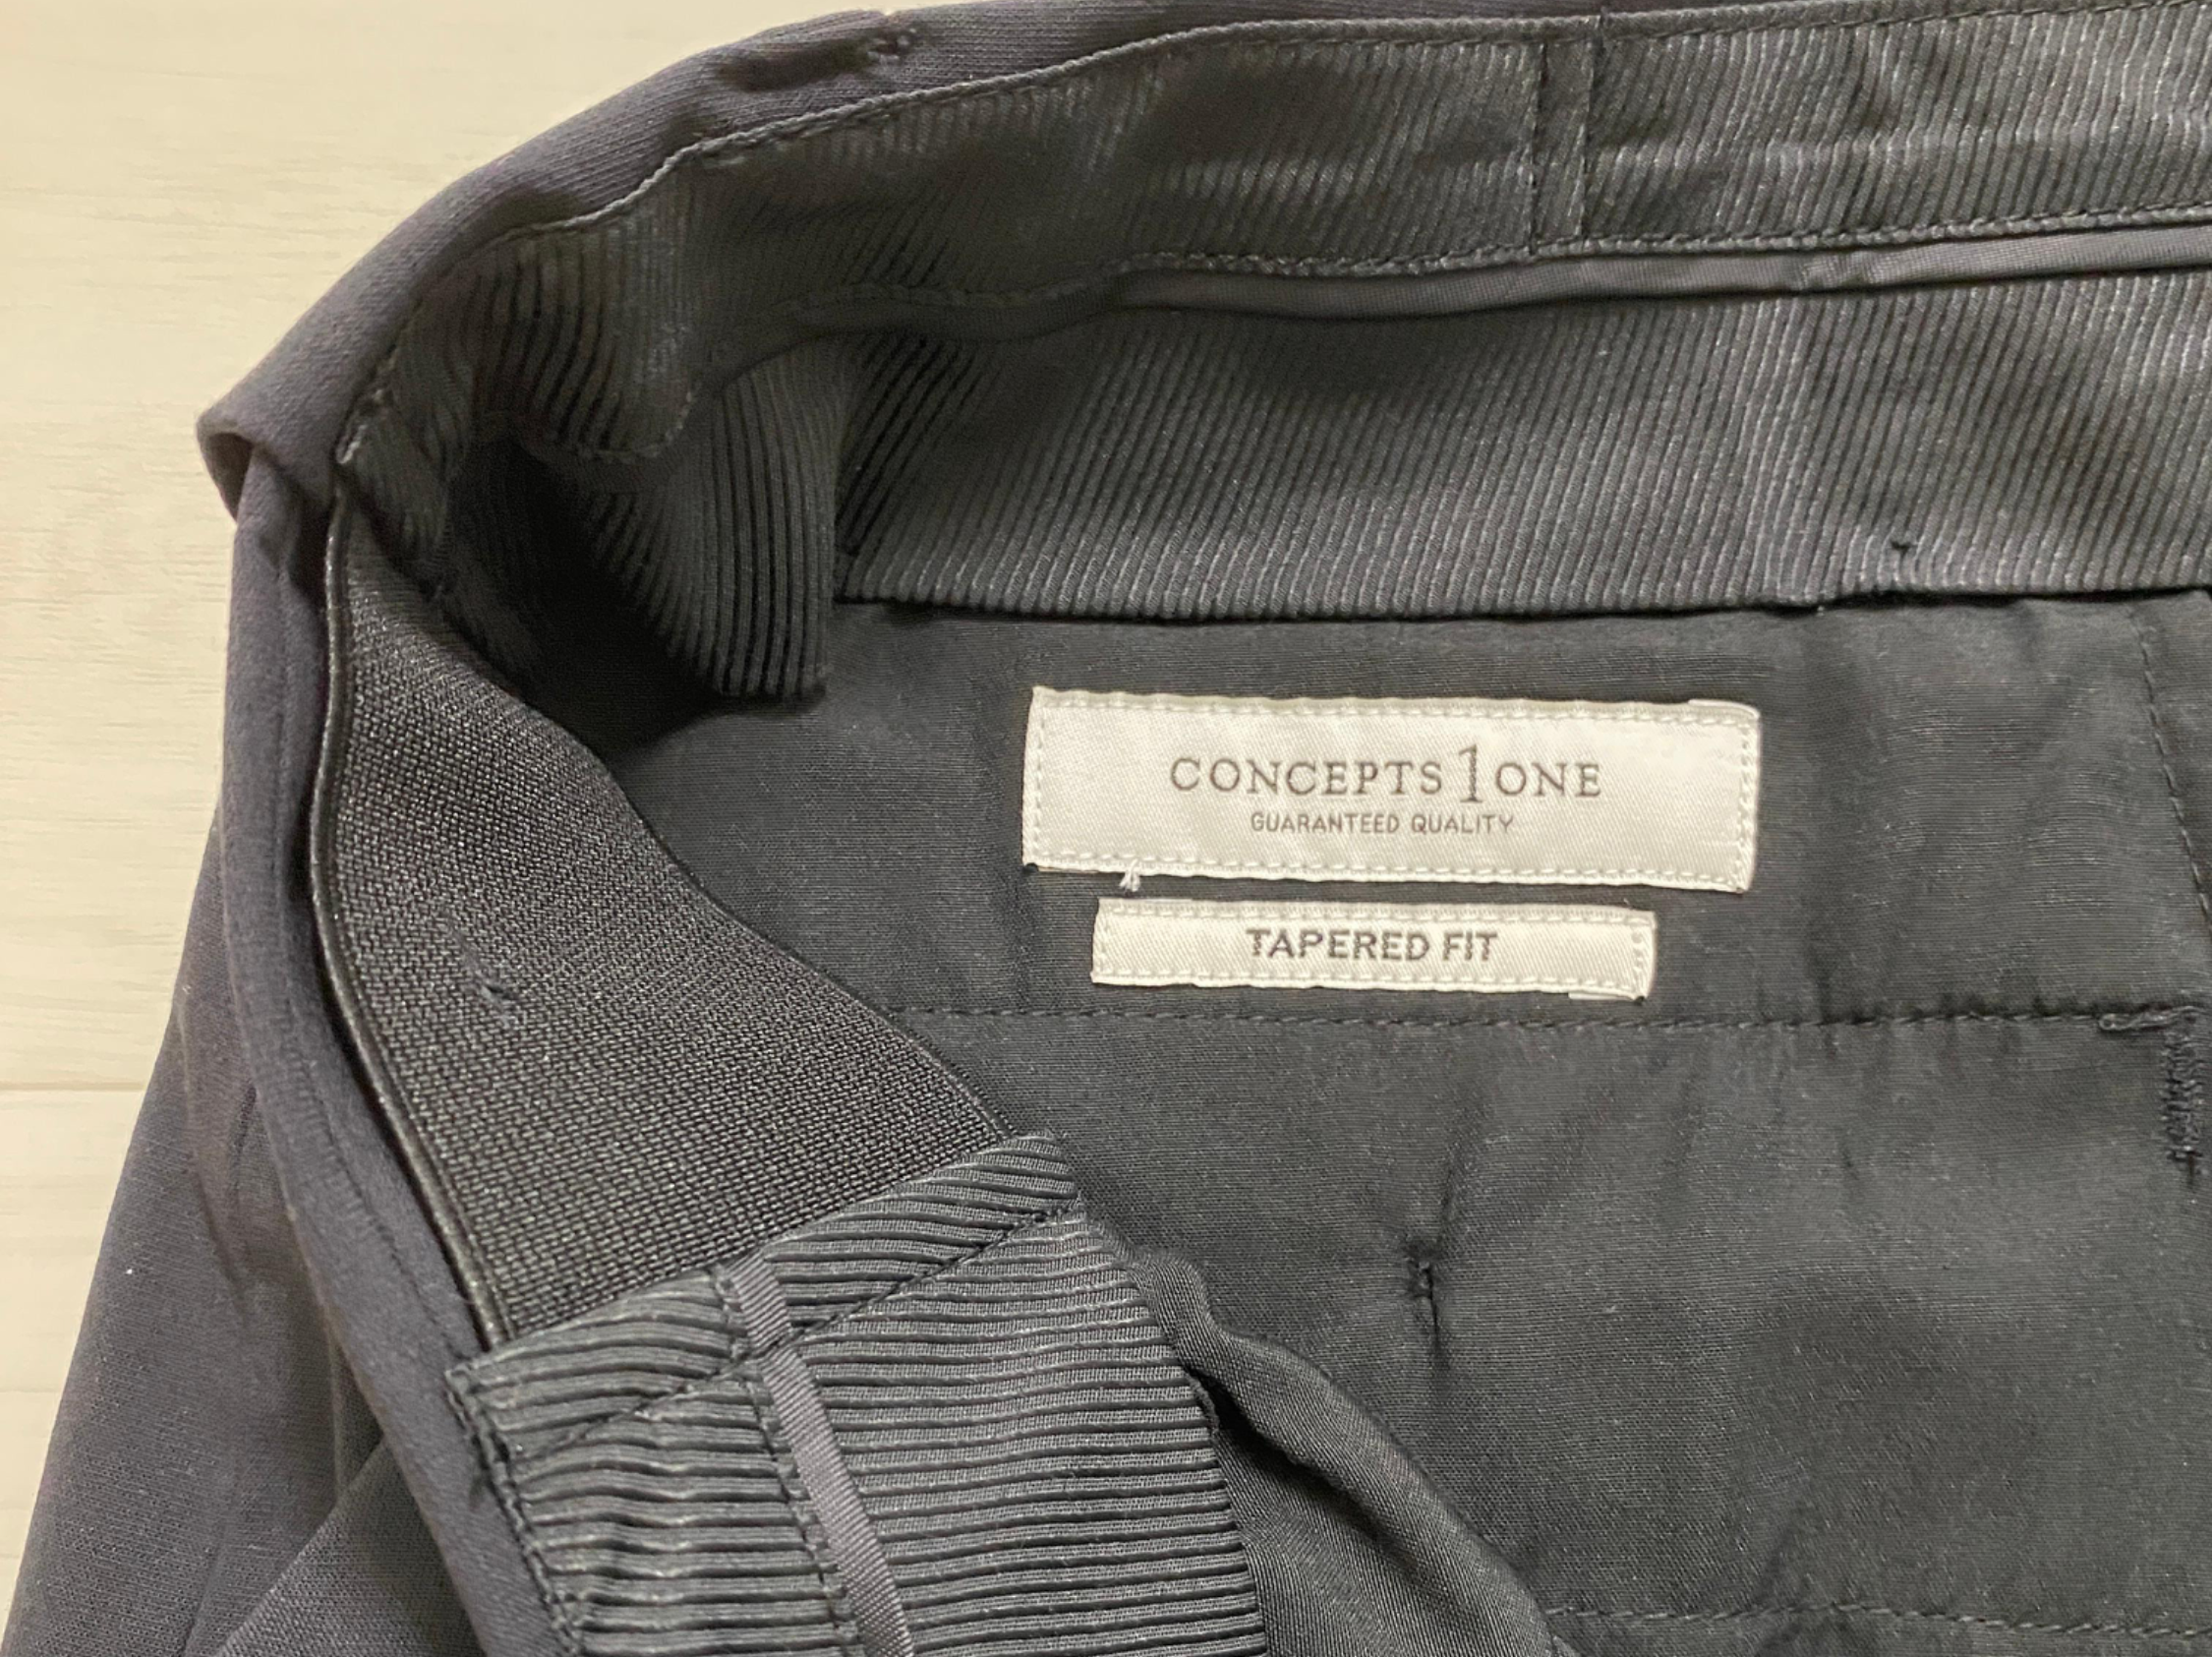 CONCEPTS 1 ONE
GUARANTEED QUALITY
TAPERED FIT